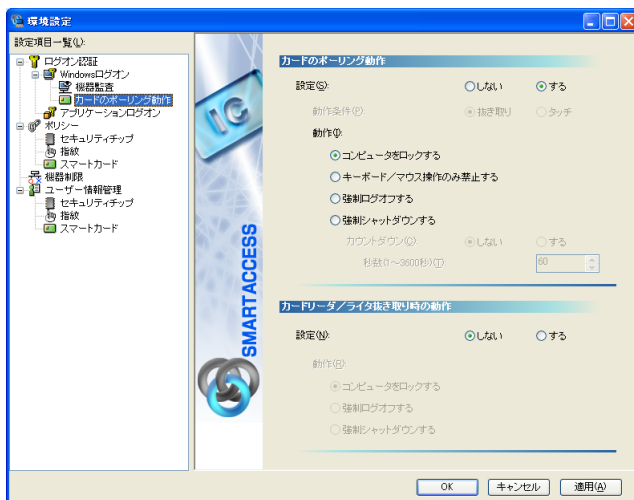 環境設定
設定項目一覧(L):
ログオン認証
Windowsログオン
機器監査
カードのポーリング動作
アプリケーションログオン
ポリシー
セキュリティチップ
指紋
スマートカード
機器制限
ユーザー情報管理
セキュリティチップ
指紋
スマートカード
IC
SMARTACCESS
カードのポーリング動作
設定(S): しない する
動作条件(P): 抜き取り タッチ
動作(I):
コンピュータをロックする
キーボード/マウス操作のみ禁止する
強制ログオフする
強制シャットダウンする
カウントダウン(C): しない する
秒数(1~3600秒)(T): 60
カードリーダ/ライタ抜き取り時の動作
設定(N): しない する
動作(R):
コンピュータをロックする
強制ログオフする
強制シャットダウンする
OK キャンセル 適用(A)